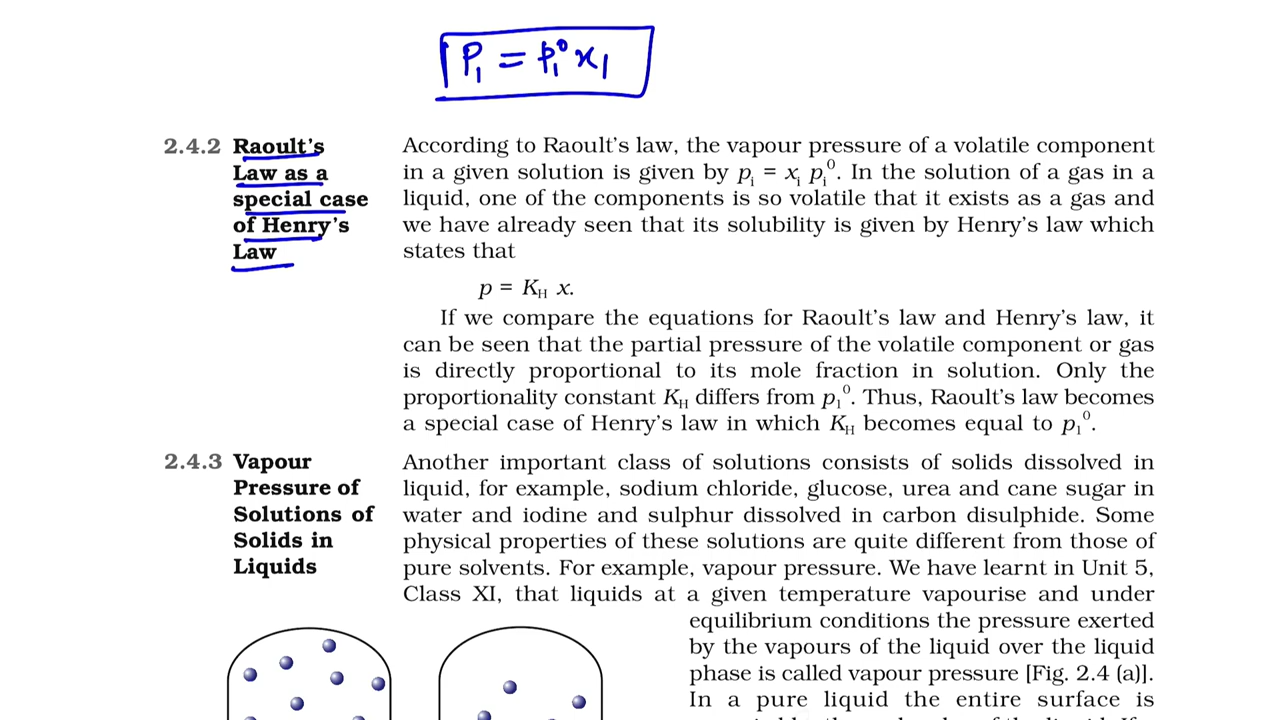 P₁ = p₁⁰ x₁
2.4.2 Raoult's
Law as a
special case
of Henry's
Law
According to Raoult's law, the vapour pressure of a volatile component
in a given solution is given by pᵢ = xᵢ pᵢ⁰. In the solution of a gas in a
liquid, one of the components is so volatile that it exists as a gas and
we have already seen that its solubility is given by Henry's law which
states that
p = K_H x.
If we compare the equations for Raoult's law and Henry's law, it
can be seen that the partial pressure of the volatile component or gas
is directly proportional to its mole fraction in solution. Only the
proportionality constant K_H differs from p₁⁰. Thus, Raoult's law becomes
a special case of Henry's law in which K_H becomes equal to p₁⁰.
2.4.3 Vapour
Pressure of
Solutions of
Solids in
Liquids
Another important class of solutions consists of solids dissolved in
liquid, for example, sodium chloride, glucose, urea and cane sugar in
water and iodine and sulphur dissolved in carbon disulphide. Some
physical properties of these solutions are quite different from those of
pure solvents. For example, vapour pressure. We have learnt in Unit 5,
Class XI, that liquids at a given temperature vapourise and under
equilibrium conditions the pressure exerted
by the vapours of the liquid over the liquid
phase is called vapour pressure [Fig. 2.4 (a)].
In a pure liquid the entire surface is